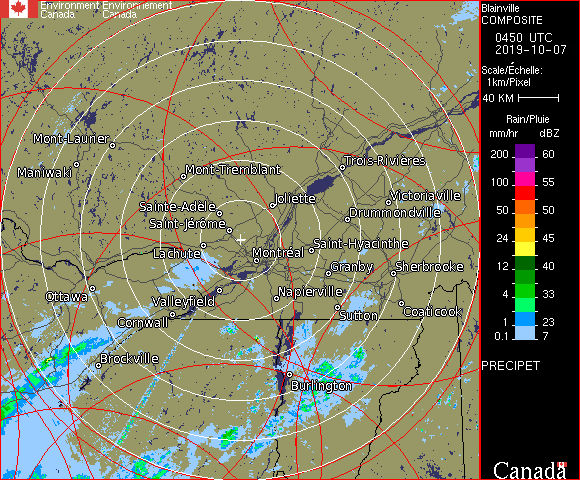 Environment Environnement
Canada Canada
Blainville
COMPOSITE
0450 UTC
2019-10-07
Scale/Échelle:
1km/Pixel
40 KM
Rain/Pluie
mm/hr dBZ
200 60
100 55
50 50
24 45
12 40
4 33
1 23
0.1 7
PRECIPET
Canada
Mont-Laurier
Maniwaki
Mont-Tremblant
Trois-Rivières
Joliette
Victoriaville
Sainte-Adèle
Drummondville
Saint-Jérôme
Lachute
Montréal
Saint-Hyacinthe
Granby
Sherbrooke
Ottawa
Valleyfield
Napierville
Cornwall
Sutton
Coaticook
Brockville
Burlington